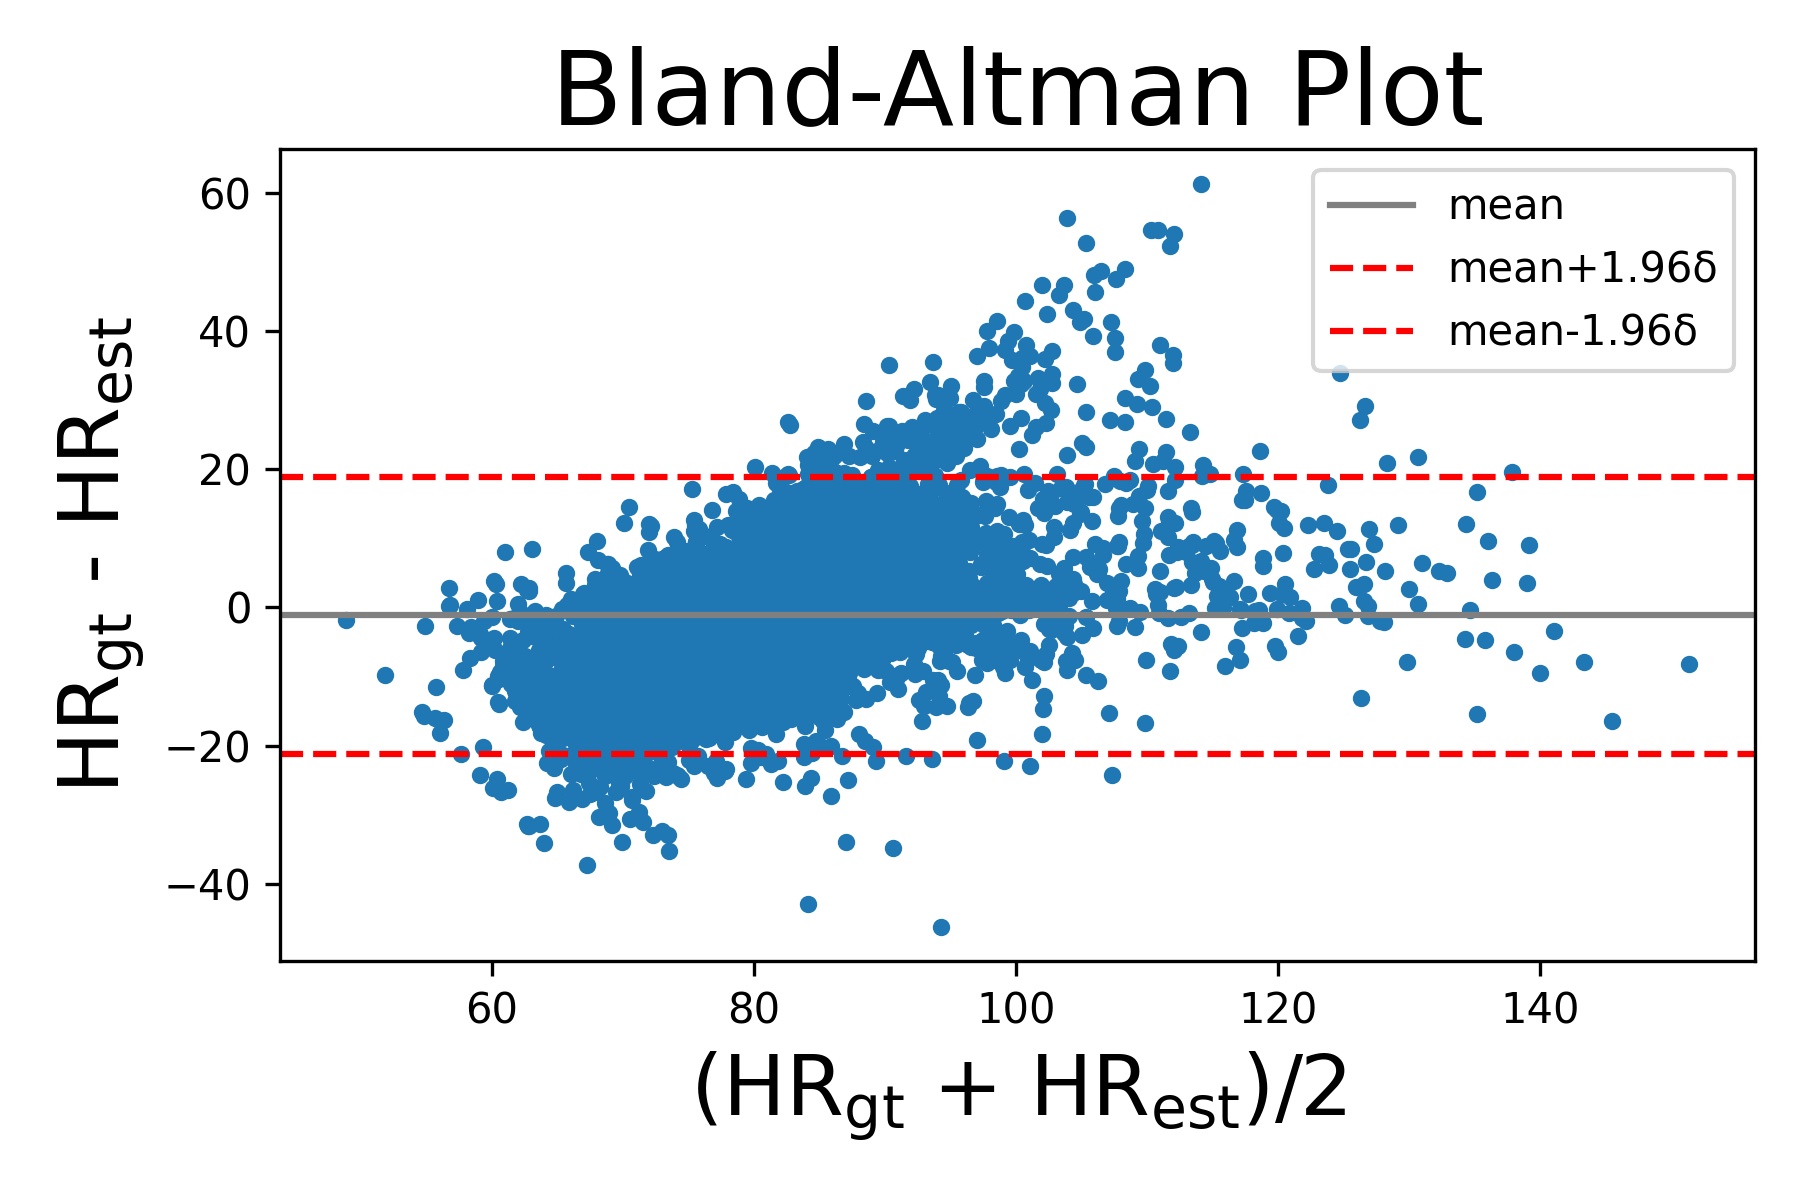 Bland-Altman Plot
HRgt - HRest
60
40
20
0
−20
−40
mean
mean+1.96δ
mean-1.96δ
60 80 100 120 140
(HRgt + HRest)/2